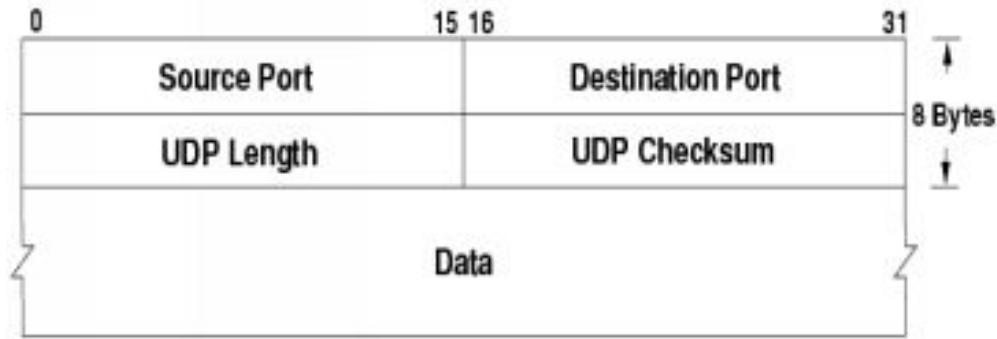 0 15 16 31
Source Port Destination Port
8 Bytes
UDP Length UDP Checksum
Data